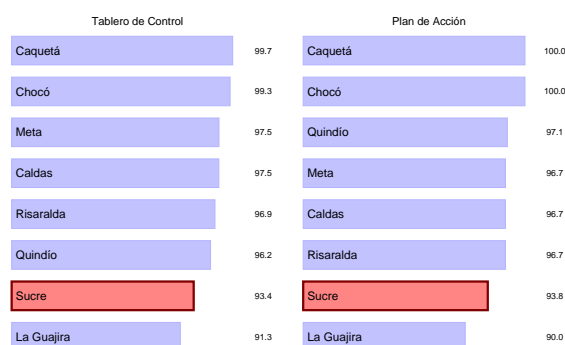 Tablero de Control
Caquetá 99.7
Chocó 99.3
Meta 97.5
Caldas 97.5
Risaralda 96.9
Quindío 96.2
Sucre 93.4
La Guajira 91.3
Plan de Acción
Caquetá 100.0
Chocó 100.0
Quindío 97.1
Meta 96.7
Caldas 96.7
Risaralda 96.7
Sucre 93.8
La Guajira 90.0